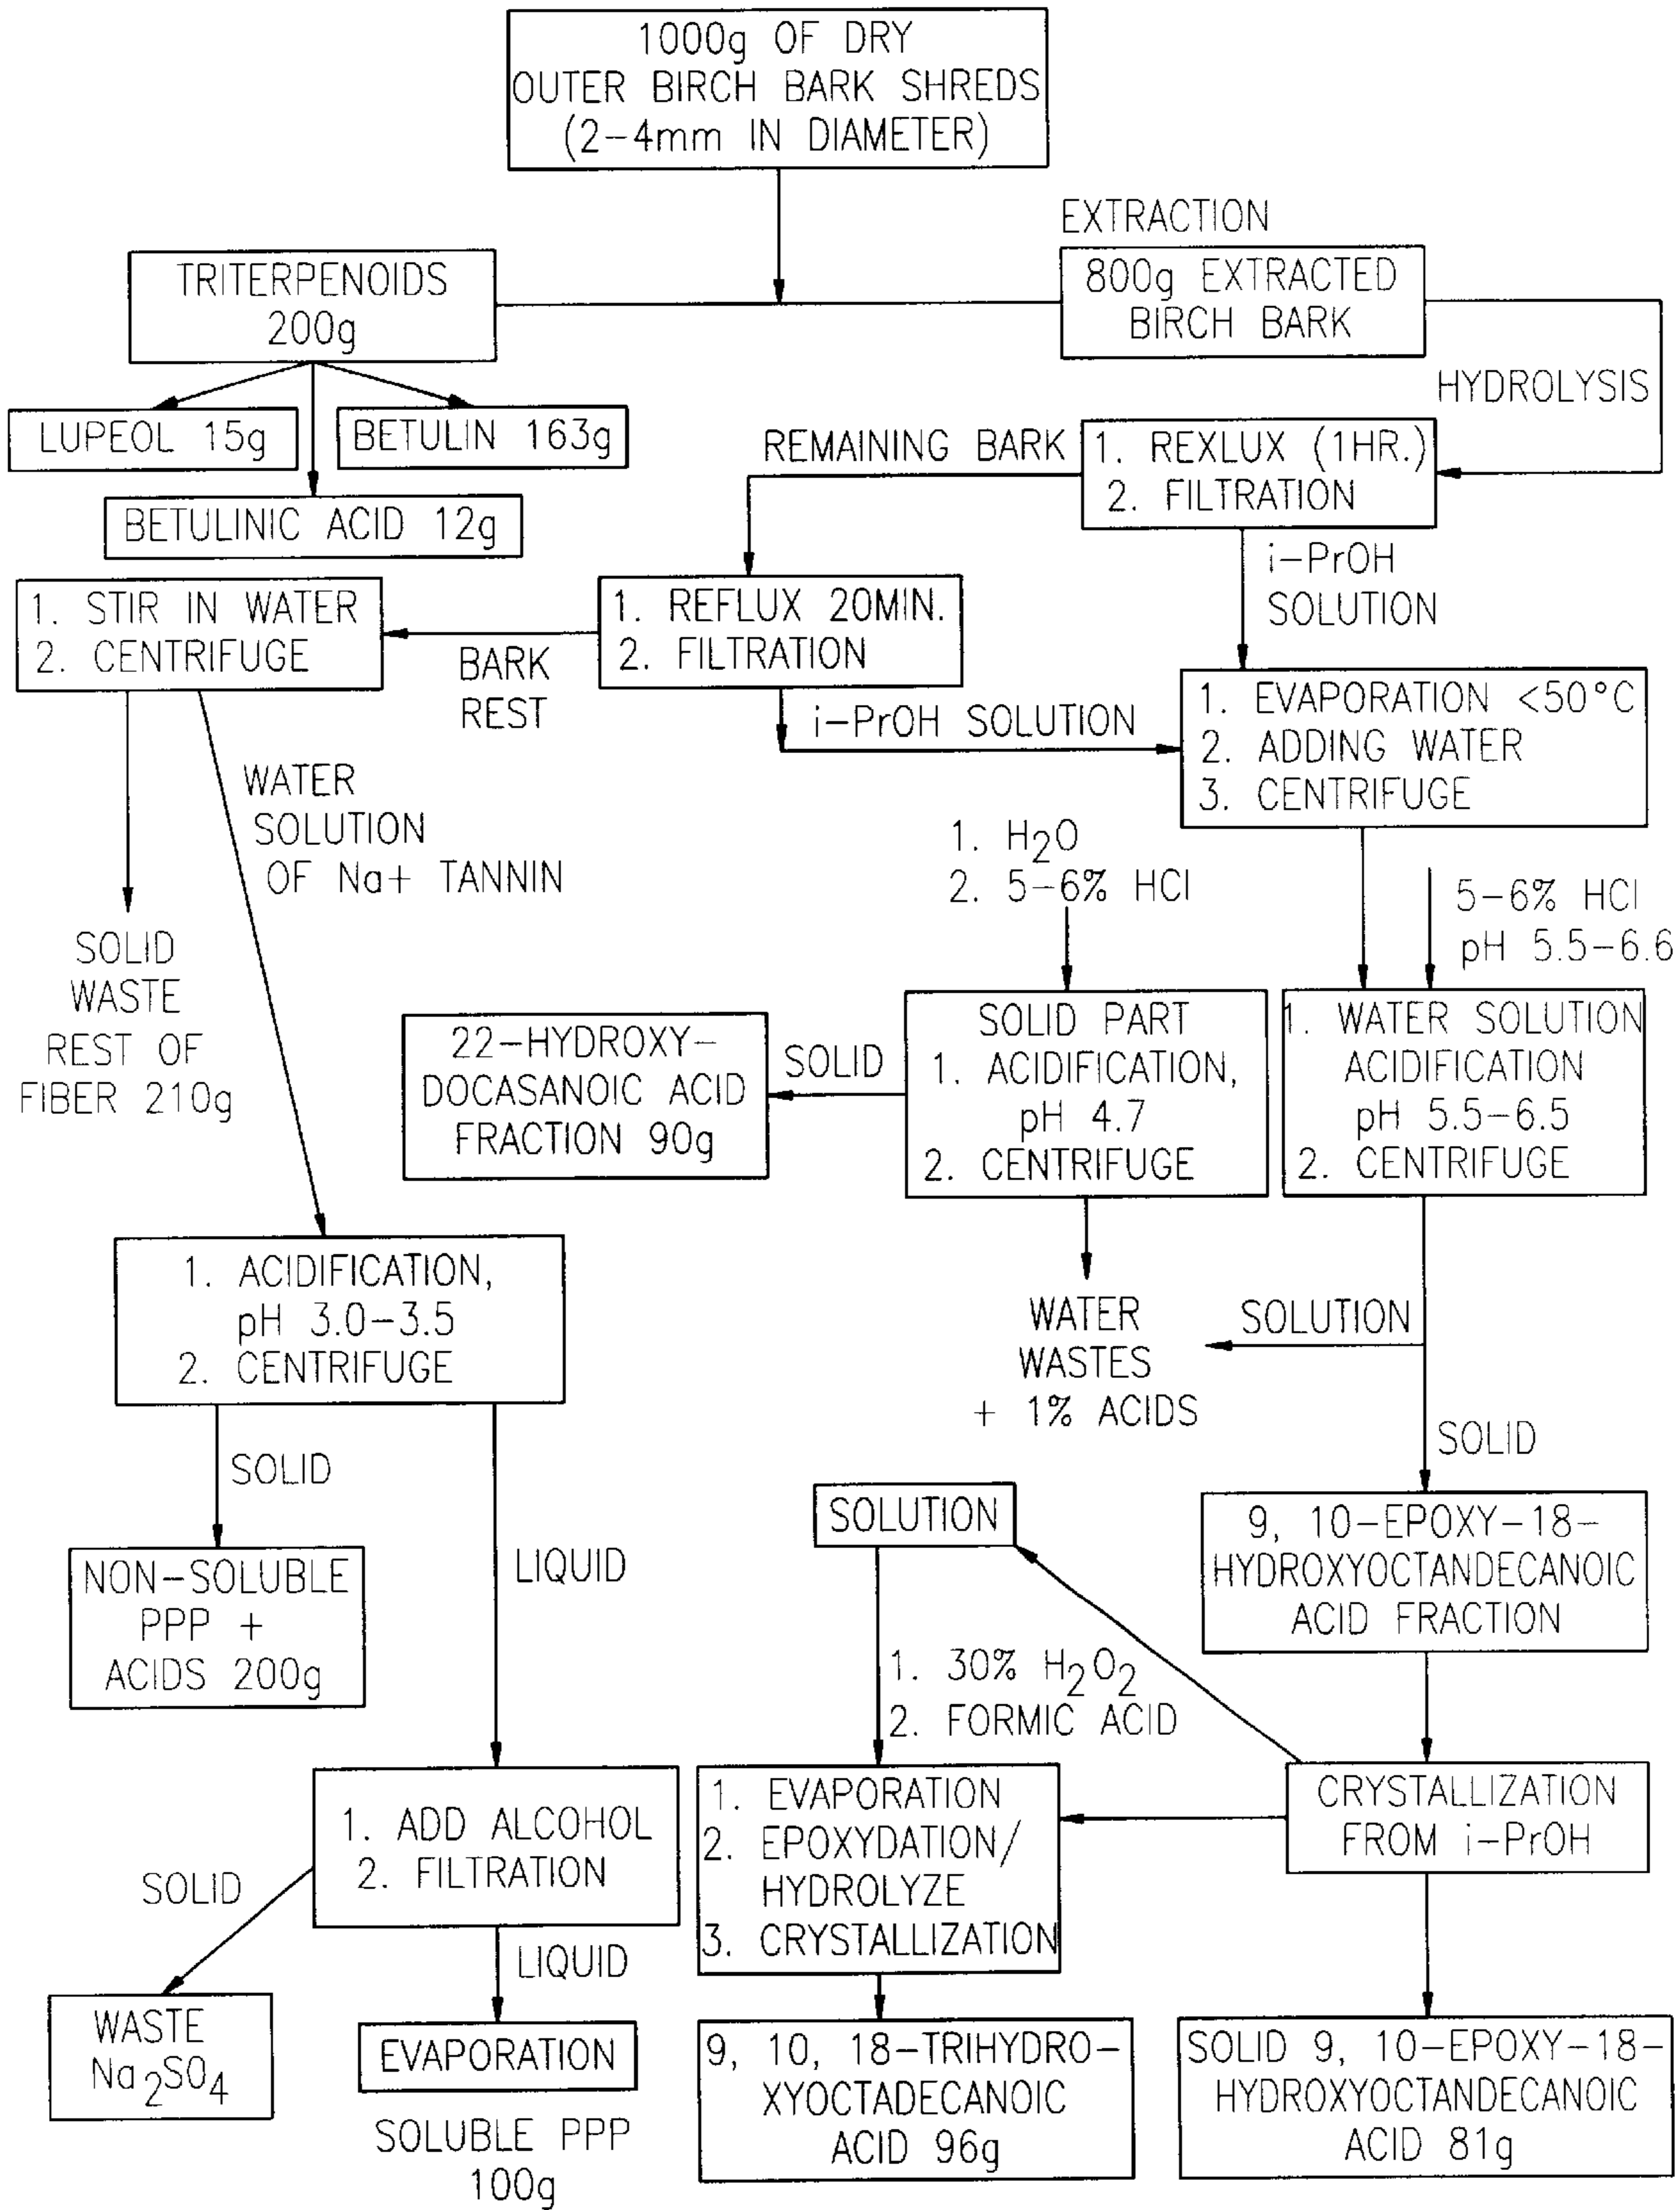 1000g OF DRY
OUTER BIRCH BARK SHREDS
(2-4mm IN DIAMETER)
EXTRACTION
TRITERPENOIDS
200g
800g EXTRACTED
BIRCH BARK
HYDROLYSIS
LUPEOL 15g
BETULIN 163g
BETULINIC ACID 12g
REMAINING BARK
1. REXLUX (1HR.)
2. FILTRATION
i-PrOH
SOLUTION
1. STIR IN WATER
2. CENTRIFUGE
BARK
REST
1. REFLUX 20MIN.
2. FILTRATION
i-PrOH SOLUTION
1. EVAPORATION <50°C
2. ADDING WATER
3. CENTRIFUGE
WATER
SOLUTION
OF Na+ TANNIN
1. H2O
2. 5-6% HCl
5-6% HCl
pH 5.5-6.6
SOLID
WASTE
REST OF
FIBER 210g
22-HYDROXY-
DOCASANOIC ACID
FRACTION 90g
SOLID
SOLID PART
1. ACIDIFICATION,
pH 4.7
2. CENTRIFUGE
1. WATER SOLUTION
ACIDIFICATION
pH 5.5-6.5
2. CENTRIFUGE
1. ACIDIFICATION,
pH 3.0-3.5
2. CENTRIFUGE
WATER
WASTES
+ 1% ACIDS
SOLUTION
SOLID
SOLID
LIQUID
NON-SOLUBLE
PPP +
ACIDS 200g
SOLUTION
9, 10-EPOXY-18-
HYDROXYOCTANDECANOIC
ACID FRACTION
1. 30% H2O2
2. FORMIC ACID
1. ADD ALCOHOL
2. FILTRATION
1. EVAPORATION
2. EPOXYDATION/
HYDROLYZE
3. CRYSTALLIZATION
CRYSTALLIZATION
FROM i-PrOH
SOLID
LIQUID
WASTE
Na2SO4
EVAPORATION
SOLUBLE PPP
100g
9, 10, 18-TRIHYDRO-
XYOCTADECANOIC
ACID 96g
SOLID 9, 10-EPOXY-18-
HYDROXYOCTANDECANOIC
ACID 81g